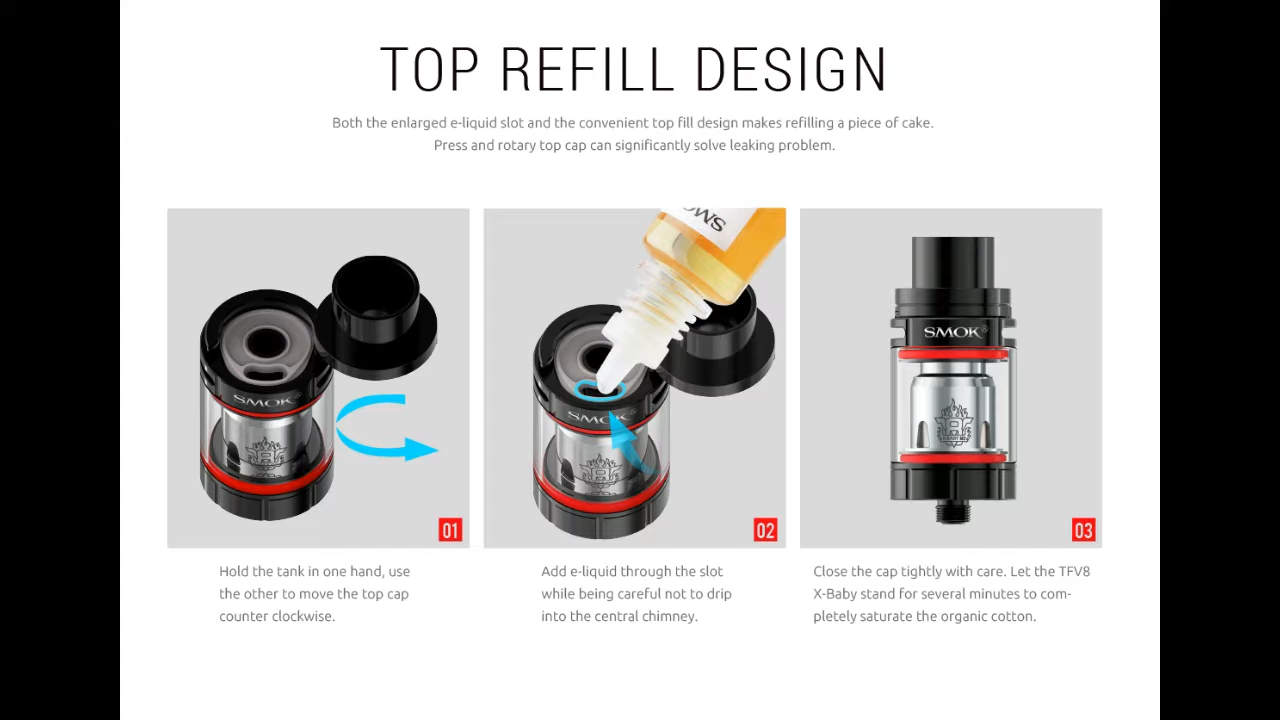 TOP REFILL DESIGN
Both the enlarged e-liquid slot and the convenient top fill design makes refilling a piece of cake.
Press and rotary top cap can significantly solve leaking problem.
SMOK
01
SMOK
SMOK
02
SMOK®
03
Hold the tank in one hand, use
the other to move the top cap
counter clockwise.
Add e-liquid through the slot
while being careful not to drip
into the central chimney.
Close the cap tightly with care. Let the TFV8
X-Baby stand for several minutes to com-
pletely saturate the organic cotton.